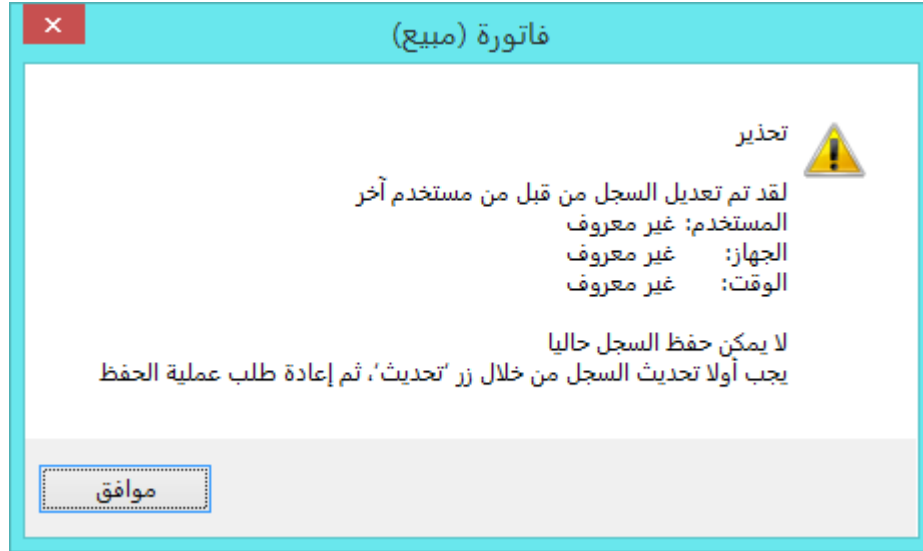 فاتورة (مبيع)
تحذير
لقد تم تعديل السجل من قبل من مستخدم آخر
المستخدم: غير معروف
الجهاز: غير معروف
الوقت: غير معروف
لا يمكن حفظ السجل حاليا
يجب أولا تحديث السجل من خلال زر ‘تحديث‘، ثم إعادة طلب عملية الحفظ
موافق